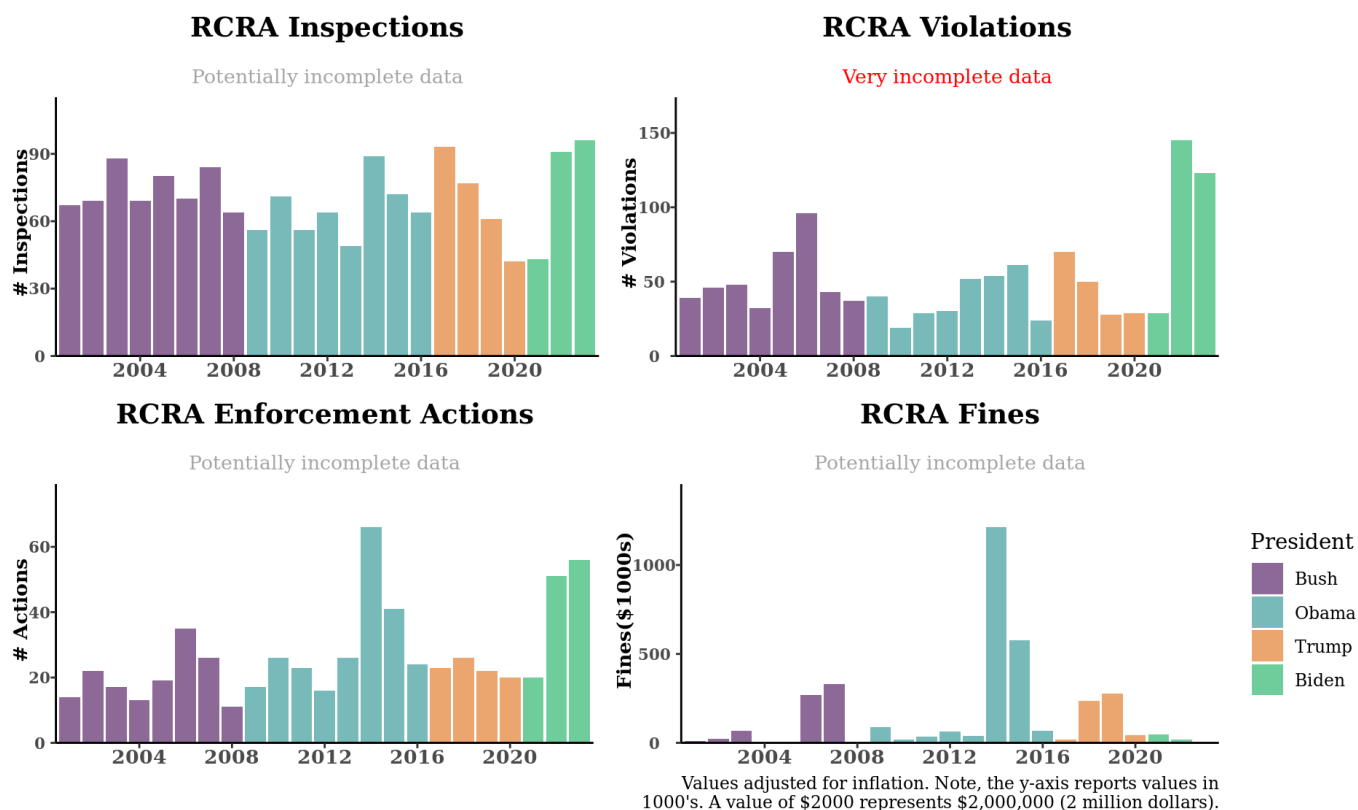 RCRA Inspections
Potentially incomplete data
# Inspections
90
60
30
0
2004
2008
2012
2016
2020
RCRA Violations
Very incomplete data
# Violations
150
100
50
0
2004
2008
2012
2016
2020
RCRA Enforcement Actions
Potentially incomplete data
# Actions
60
40
20
0
2004
2008
2012
2016
2020
RCRA Fines
Potentially incomplete data
Fines($1000s)
1000
500
0
2004
2008
2012
2016
2020
President
Bush
Obama
Trump
Biden
Values adjusted for inflation. Note, the y-axis reports values in
1000's. A value of $2000 represents $2,000,000 (2 million dollars).